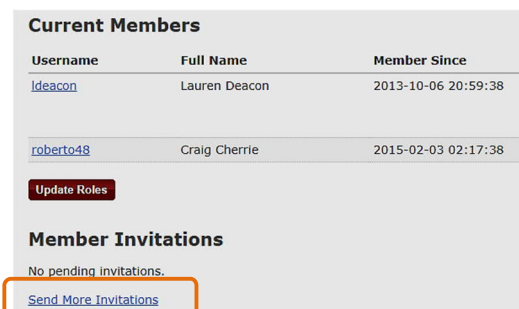 Current Members
Username Full Name Member Since
ldeacon Lauren Deacon 2013-10-06 20:59:38
roberto48 Craig Cherrie 2015-02-03 02:17:38
Update Roles
Member Invitations
No pending invitations.
Send More Invitations